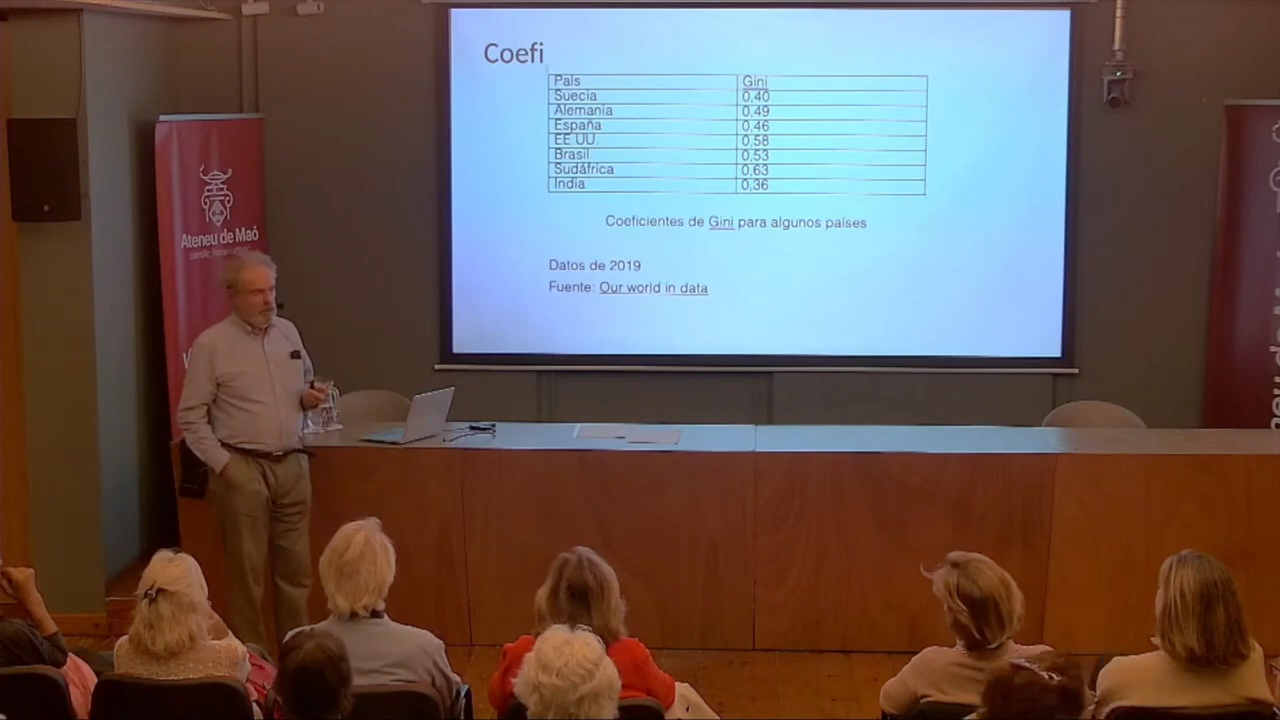 Coefi
País Gini
Suecia 0,40
Alemania 0,49
España 0,46
EE UU. 0,58
Brasil 0,53
Sudáfrica 0,63
India 0,36
Coeficientes de Gini para algunos países
Datos de 2019
Fuente: Our world in data
Ateneu de Maó